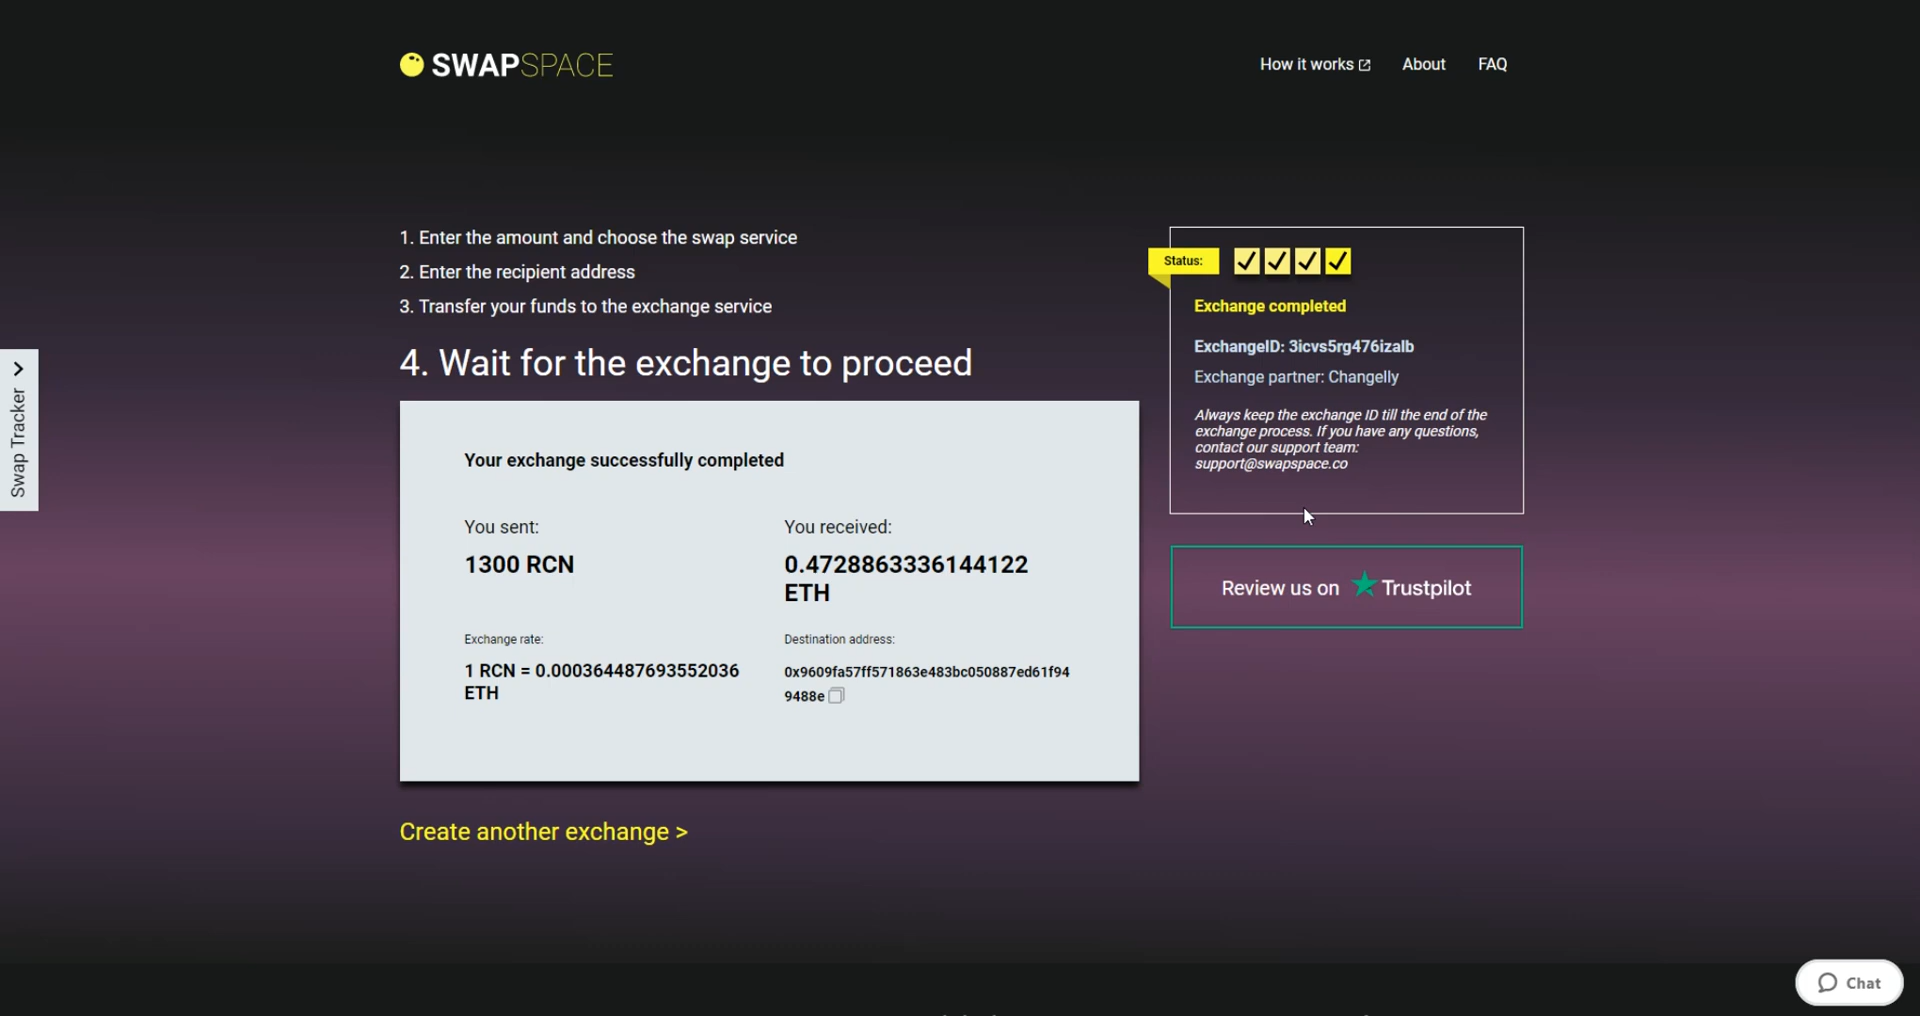 SWAPSPACE
How it works
About
FAQ
1. Enter the amount and choose the swap service
2. Enter the recipient address
3. Transfer your funds to the exchange service
4. Wait for the exchange to proceed
Your exchange successfully completed
You sent:
1300 RCN
You received:
0.4728863336144122
ETH
Exchange rate:
1 RCN = 0.000364487693552036
ETH
Destination address:
0x9609fa57ff571863e483bc050887ed61f94
9488e
Create another exchange >
Status:
Exchange completed
ExchangeID: 3icvs5rg476izalb
Exchange partner: Changelly
Always keep the exchange ID till the end of the
exchange process. If you have any questions,
contact our support team:
support@swapspace.co
Review us on Trustpilot
Swap Tracker
Chat